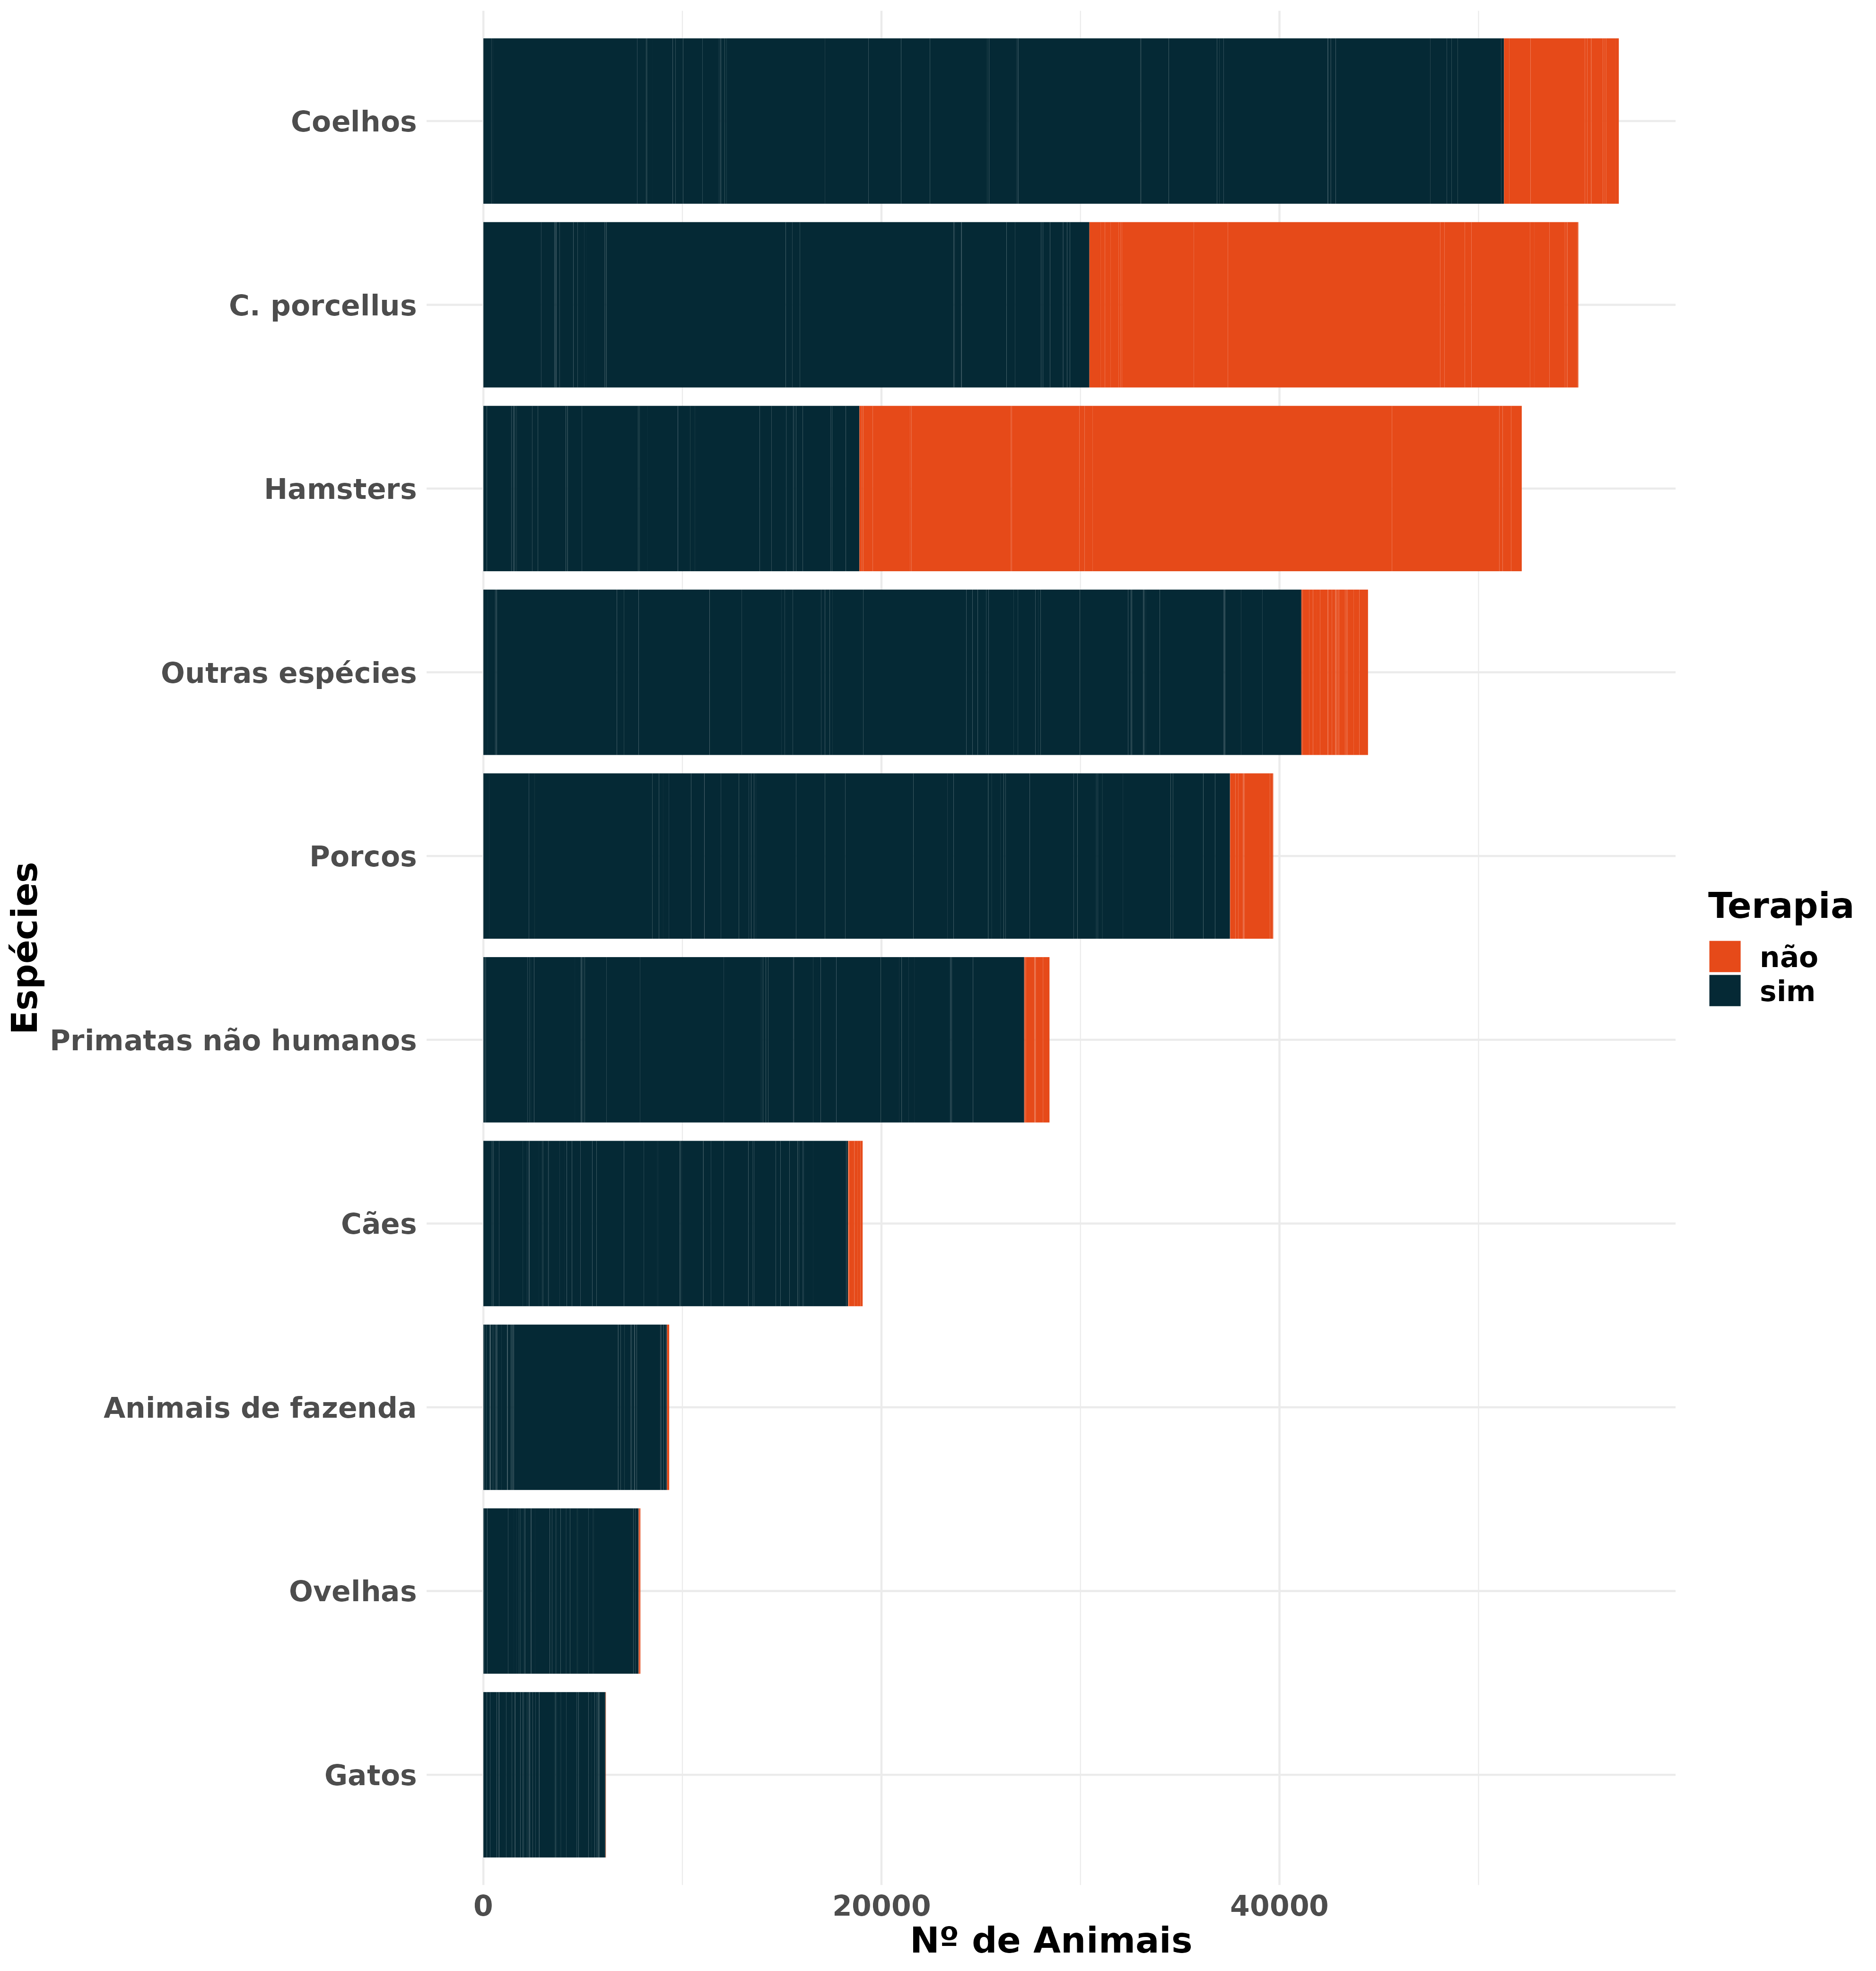 Espécies
Coelhos
C. porcellus
Hamsters
Outras espécies
Porcos
Primatas não humanos
Cães
Animais de fazenda
Ovelhas
Gatos
0 20000 40000
Nº de Animais
Terapia
não
sim